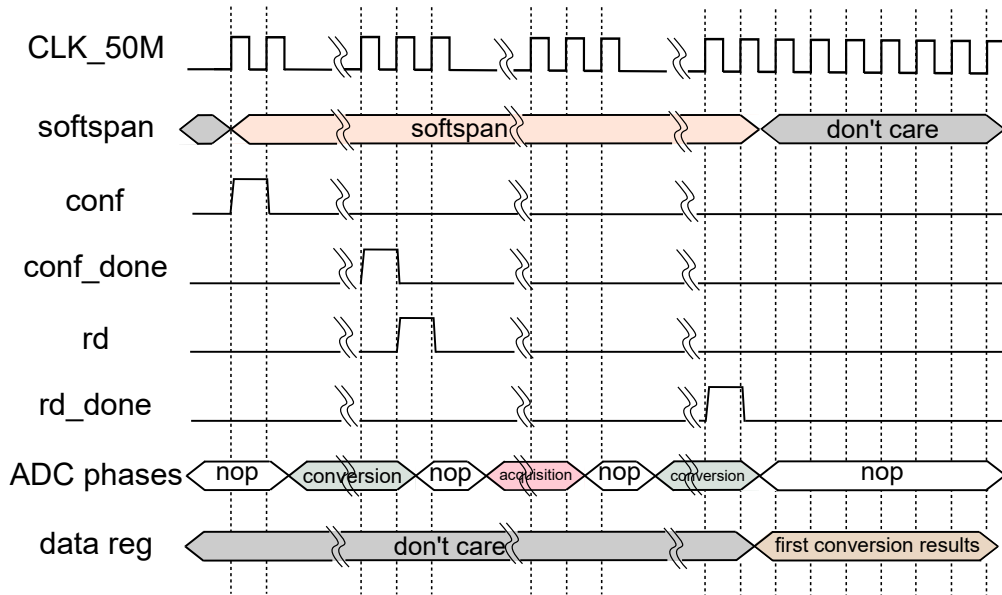 CLK_50M
softspan
softspan
don't care
conf
conf_done
rd
rd_done
ADC phases
nop
conversion
nop
acquisition
nop
conversion
nop
data reg
don't care
first conversion results